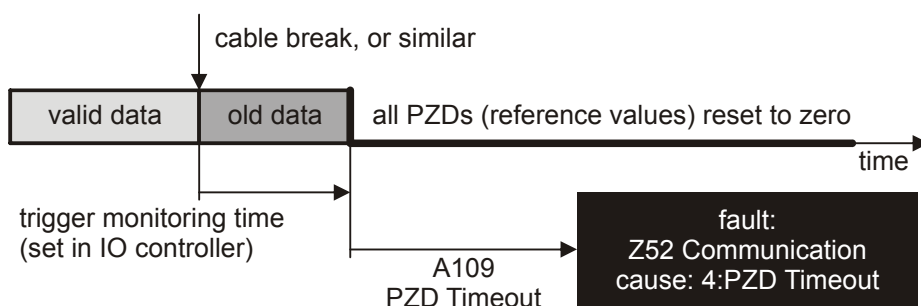 cable break, or similar
valid data
old data
all PZDs (reference values) reset to zero
time
trigger monitoring time
(set in IO controller)
A109
PZD Timeout
fault:
Z52 Communication
cause: 4:PZD Timeout